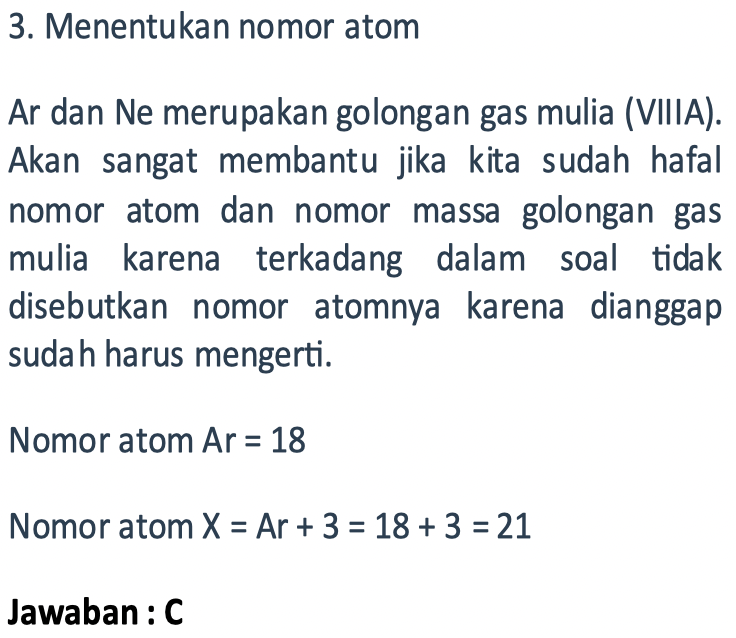 3. Menentukan nomor atom
Ar dan Ne merupakan golongan gas mulia (VIIIA).
Akan sangat membantu jika kita sudah hafal
nomor atom dan nomor massa golongan gas
mulia karena terkadang dalam soal tidak
disebutkan nomor atomnya karena dianggap
sudah harus mengerti.
Nomor atom Ar = 18
Nomor atom X = Ar + 3 = 18 + 3 = 21
Jawaban : C